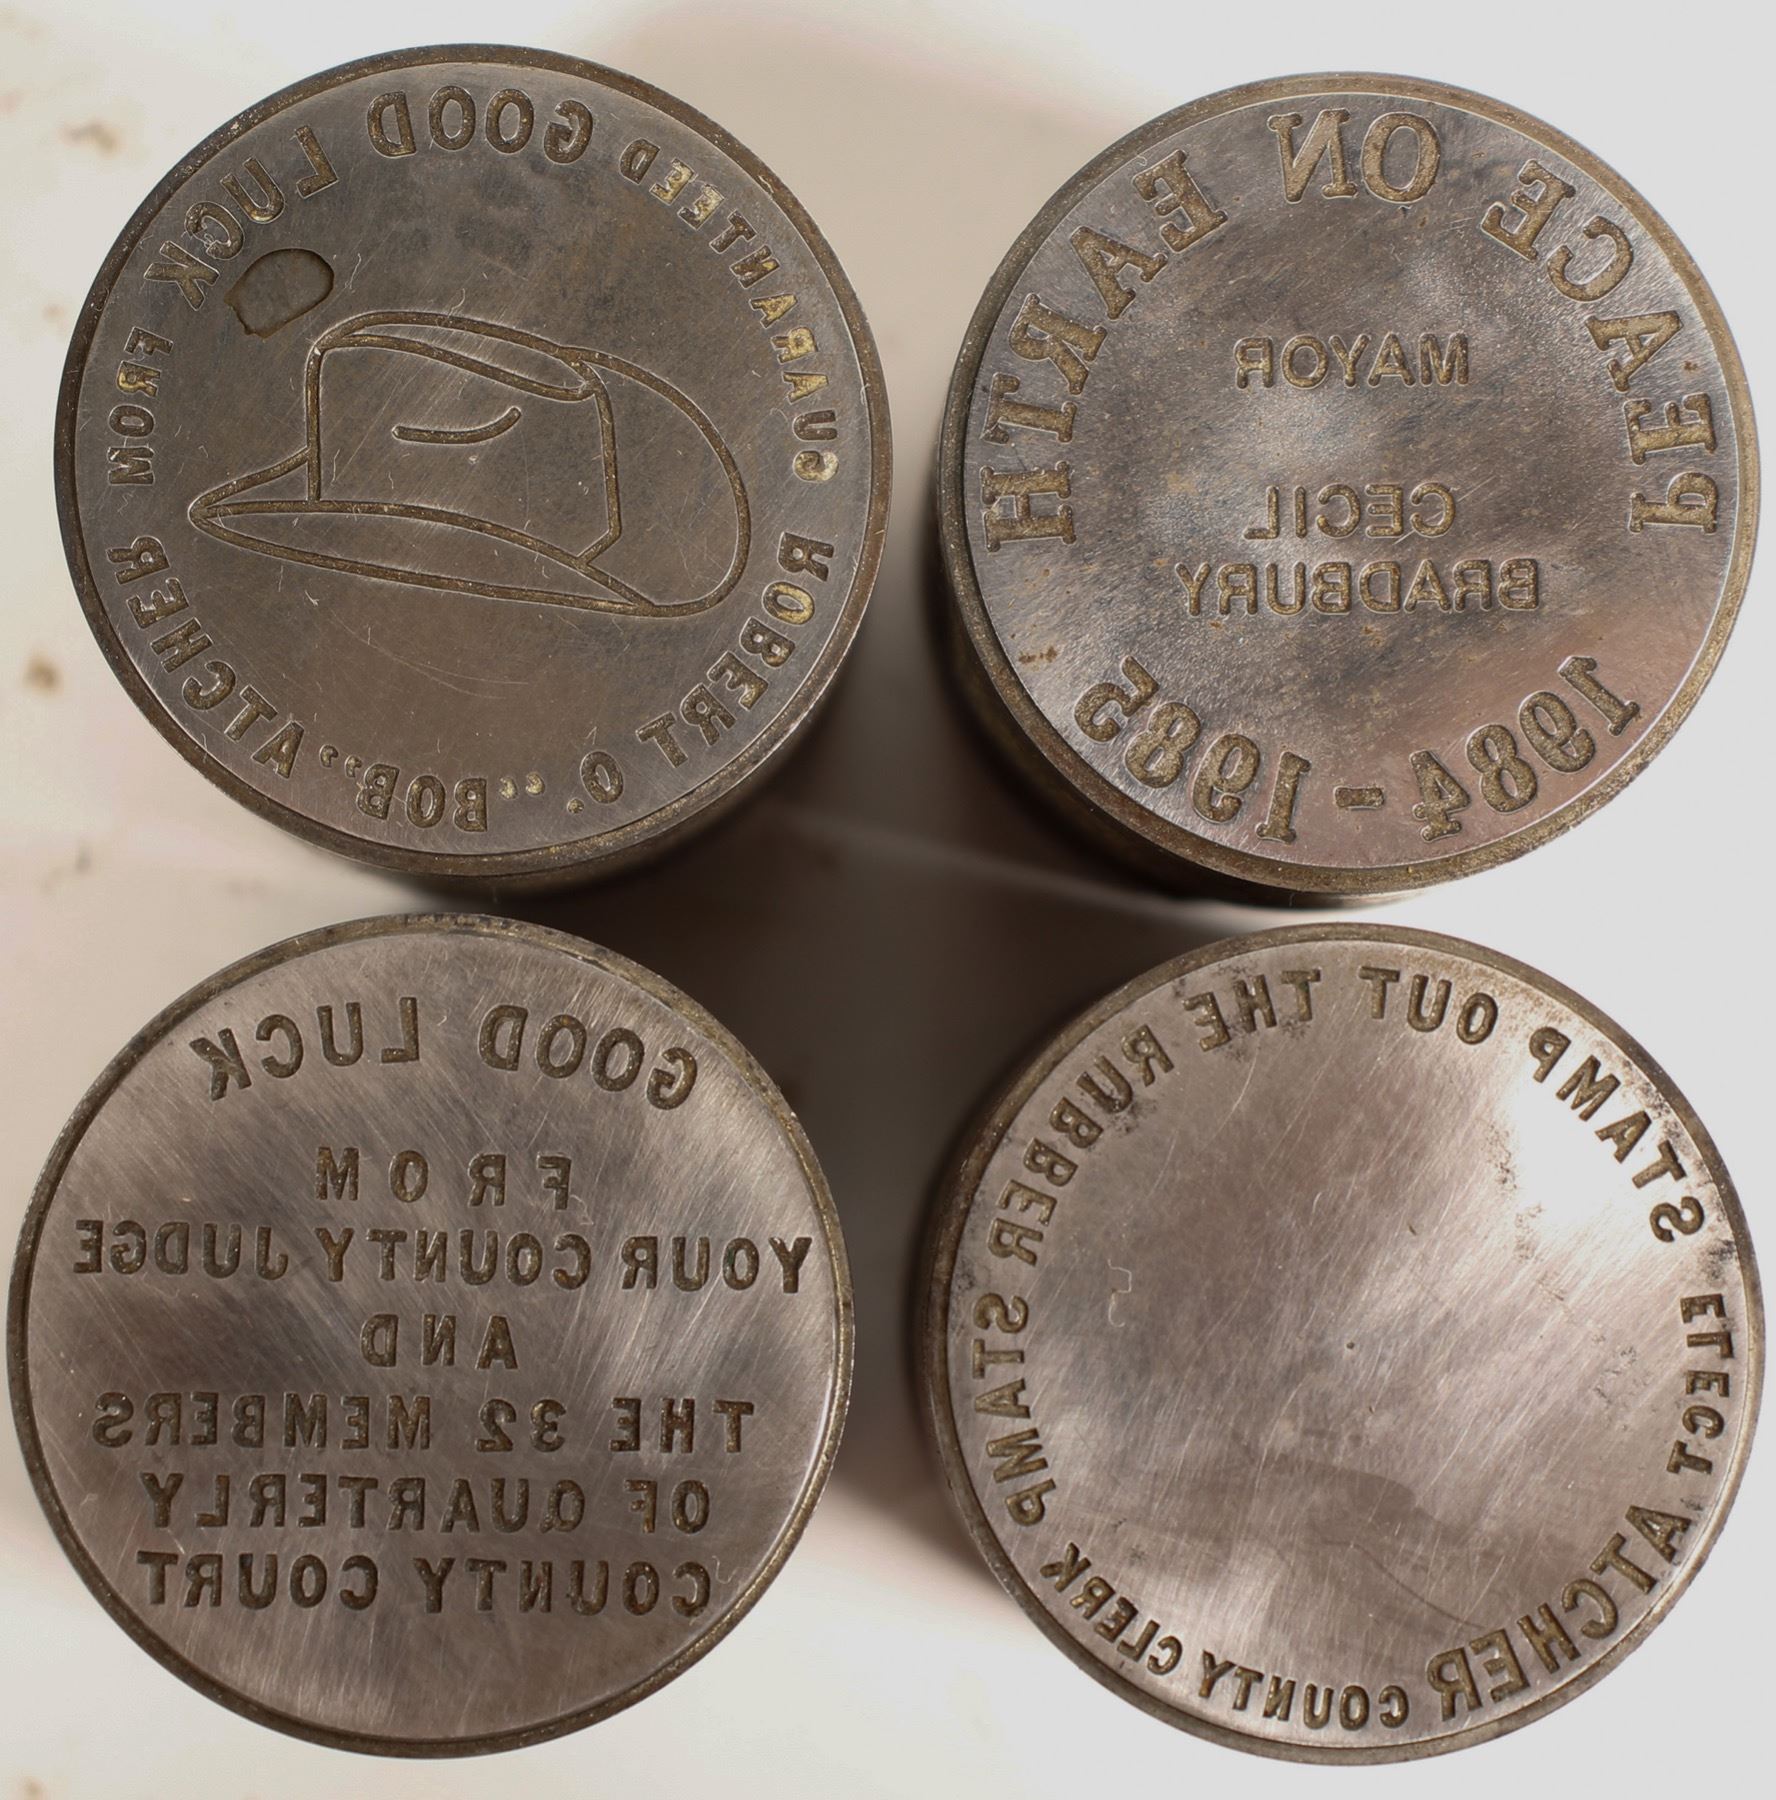 GUARANTEED GOOD LUCK FROM
ROBERT O. "BOB" ATCHER
PEACE ON EARTH
MAYOR
CECIL
BRADBURY
1984-1985
GOOD LUCK
FROM
YOUR COUNTY JUDGE
AND
THE 32 MEMBERS
OF QUARTERLY
COUNTY COURT
STAMP OUT THE RUBBER STAMPS
ELECT ATCHER COUNTY CLERK